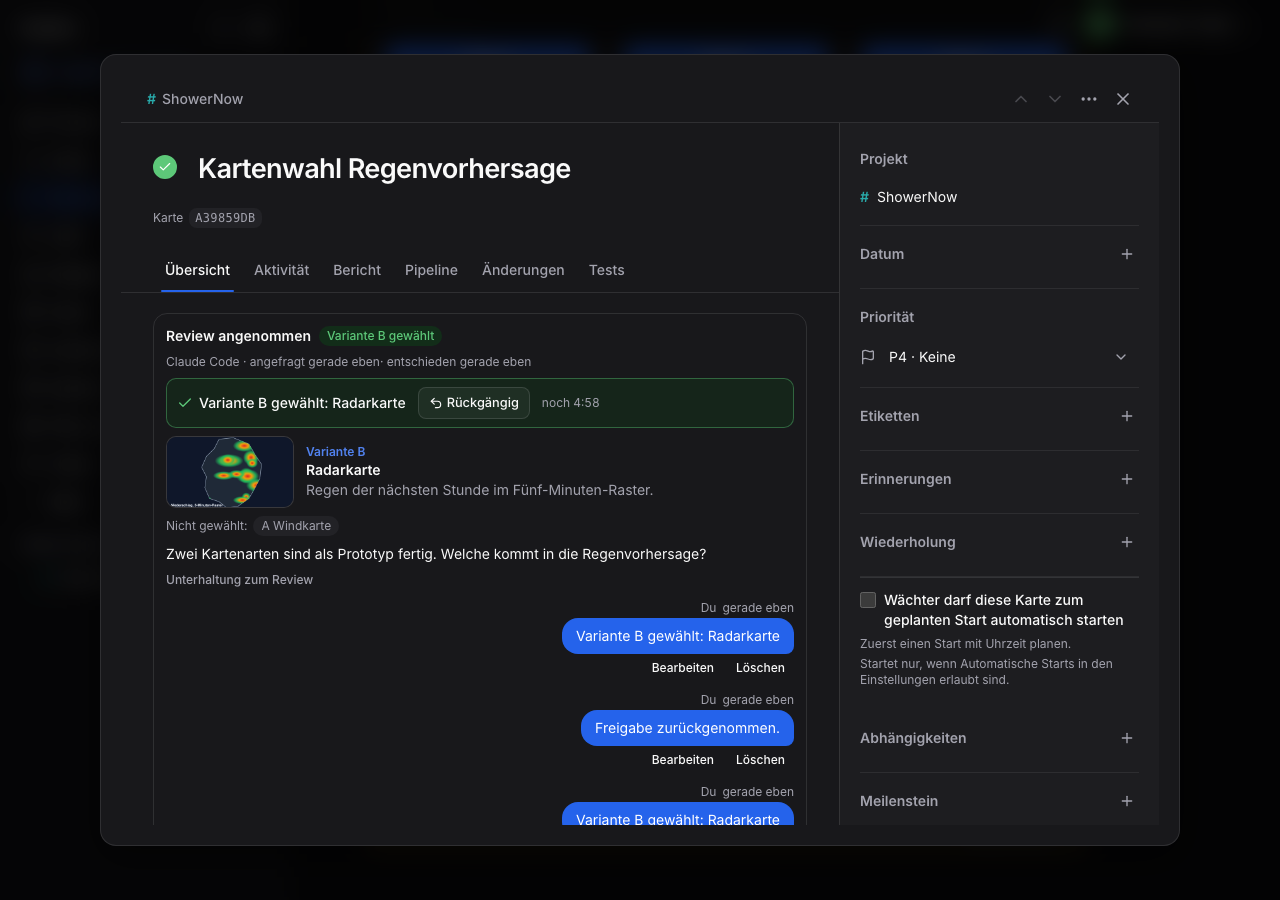 # ShowerNow
Kartenwahl Regenvorhersage
Karte A39859DB
Übersicht Aktivität Bericht Pipeline Änderungen Tests
Review angenommen Variante B gewählt
Claude Code · angefragt gerade eben· entschieden gerade eben
Variante B gewählt: Radarkarte Rückgängig noch 4:58
Variante B
Radarkarte
Regen der nächsten Stunde im Fünf-Minuten-Raster.
Nicht gewählt: A Windkarte
Zwei Kartenarten sind als Prototyp fertig. Welche kommt in die Regenvorhersage?
Unterhaltung zum Review
Du gerade eben
Variante B gewählt: Radarkarte
Bearbeiten Löschen
Du gerade eben
Freigabe zurückgenommen.
Bearbeiten Löschen
Du gerade eben
Variante B gewählt: Radarkarte
Projekt
# ShowerNow
Datum
Priorität
P4 · Keine
Etiketten
Erinnerungen
Wiederholung
Wächter darf diese Karte zum
geplanten Start automatisch starten
Zuerst einen Start mit Uhrzeit planen.
Startet nur, wenn Automatische Starts in den
Einstellungen erlaubt sind.
Abhängigkeiten
Meilenstein